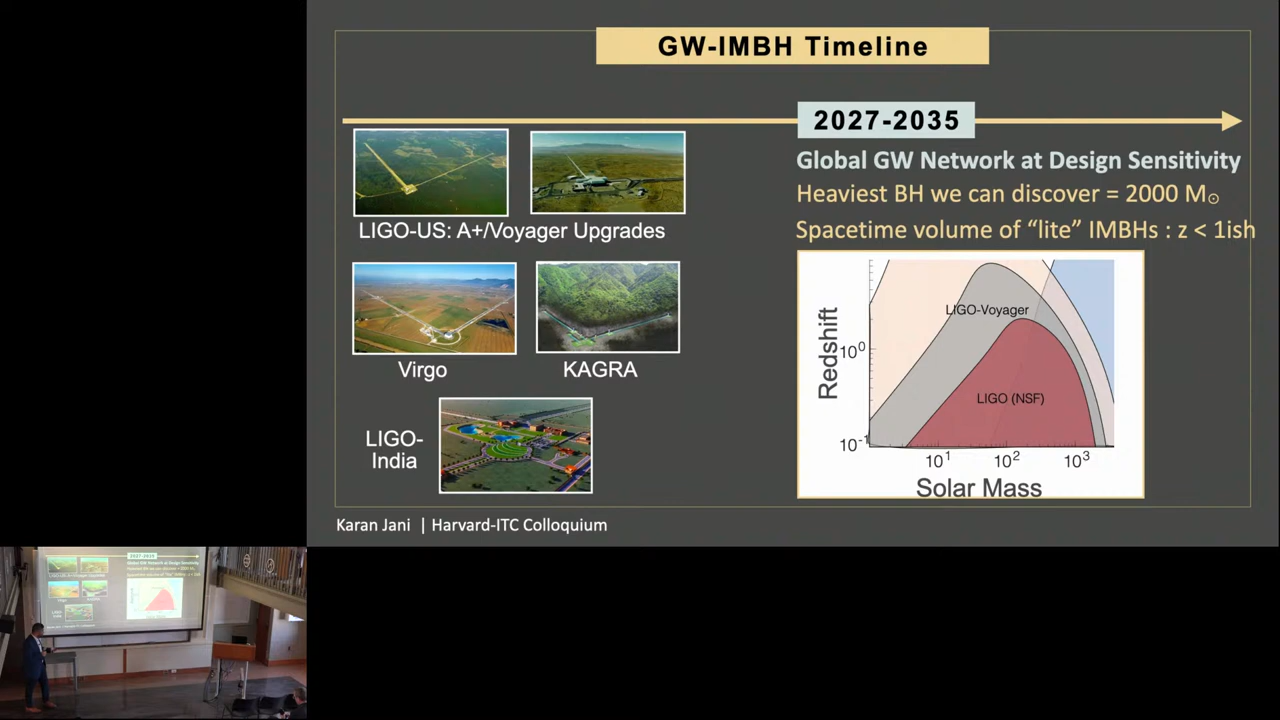 GW-IMBH Timeline
2027-2035
Global GW Network at Design Sensitivity
Heaviest BH we can discover = 2000 M☉
Spacetime volume of “lite” IMBHs : z < 1ish
LIGO-US: A+/Voyager Upgrades
Virgo
KAGRA
LIGO-
India
Redshift
10⁰
10⁻¹
LIGO-Voyager
LIGO (NSF)
10¹
10²
10³
Solar Mass
Karan Jani | Harvard-ITC Colloquium